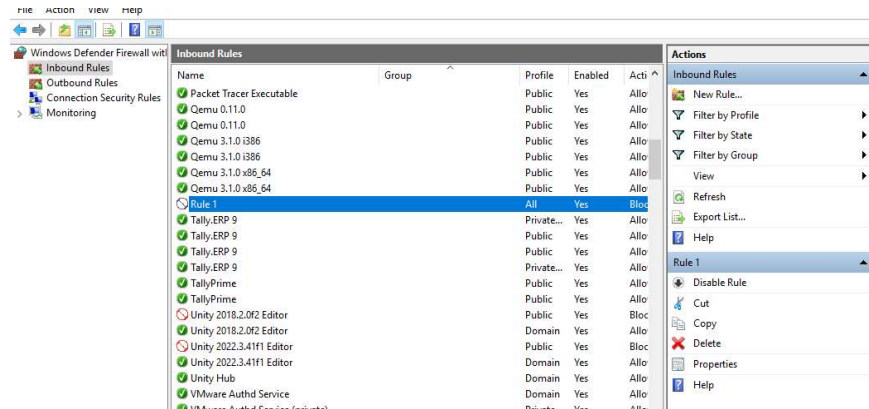 File Action View Help
Windows Defender Firewall witl
Inbound Rules
Outbound Rules
Connection Security Rules
Monitoring
Inbound Rules
Name Group Profile Enabled Acti
Packet Tracer Executable Public Yes Allo
Qemu 0.11.0 Public Yes Allo
Qemu 0.11.0 Public Yes Allo
Qemu 3.1.0 i386 Public Yes Allo
Qemu 3.1.0 i386 Public Yes Allo
Qemu 3.1.0 x86_64 Public Yes Allo
Qemu 3.1.0 x86_64 Public Yes Allo
Rule 1 All Yes Bloc
Tally.ERP 9 Private... Yes Allo
Tally.ERP 9 Public Yes Allo
Tally.ERP 9 Public Yes Allo
Tally.ERP 9 Private... Yes Allo
TallyPrime Public Yes Allo
TallyPrime Public Yes Allo
Unity 2018.2.0f2 Editor Public Yes Bloc
Unity 2018.2.0f2 Editor Domain Yes Allo
Unity 2022.3.41f1 Editor Public Yes Bloc
Unity 2022.3.41f1 Editor Domain Yes Allo
Unity Hub Domain Yes Allo
VMware Authd Service Domain Yes Allo
VMware Authd Service (private) Private Yes Allo
Actions
Inbound Rules
New Rule...
Filter by Profile
Filter by State
Filter by Group
View
Refresh
Export List...
Help
Rule 1
Disable Rule
Cut
Copy
Delete
Properties
Help